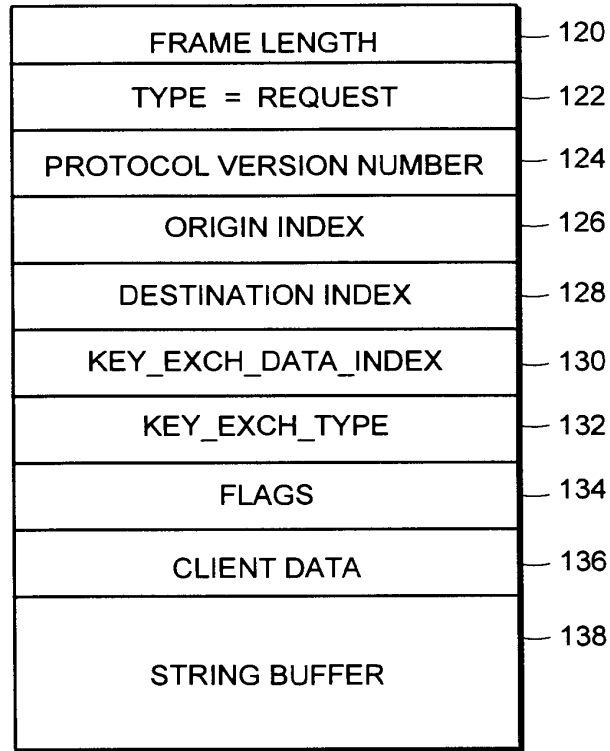 FRAME LENGTH 120
TYPE = REQUEST 122
PROTOCOL VERSION NUMBER 124
ORIGIN INDEX 126
DESTINATION INDEX 128
KEY_EXCH_DATA_INDEX 130
KEY_EXCH_TYPE 132
FLAGS 134
CLIENT DATA 136
STRING BUFFER 138